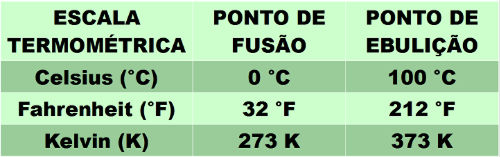 ESCALA TERMOMÉTRICA PONTO DE FUSÃO PONTO DE EBULIÇÃO
Celsius (°C) 0 °C 100 °C
Fahrenheit (°F) 32 °F 212 °F
Kelvin (K) 273 K 373 K